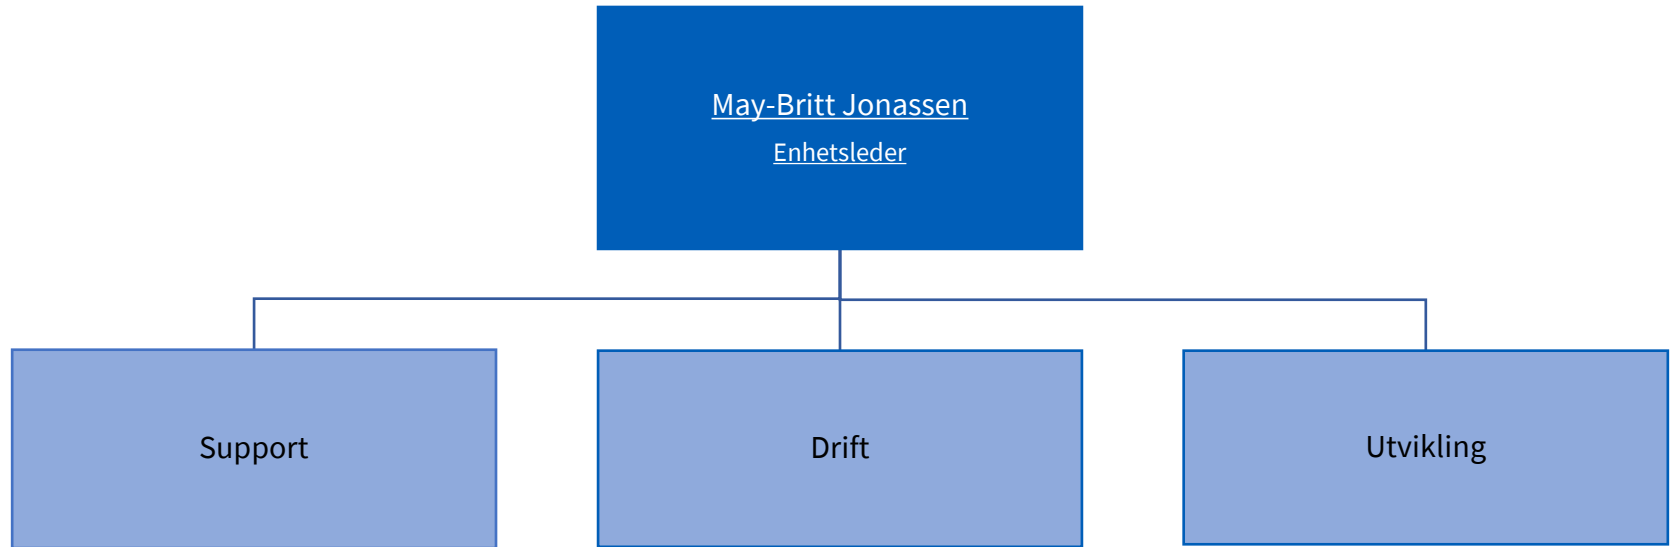 May-Britt Jonassen
Enhetsleder
Support
Drift
Utvikling